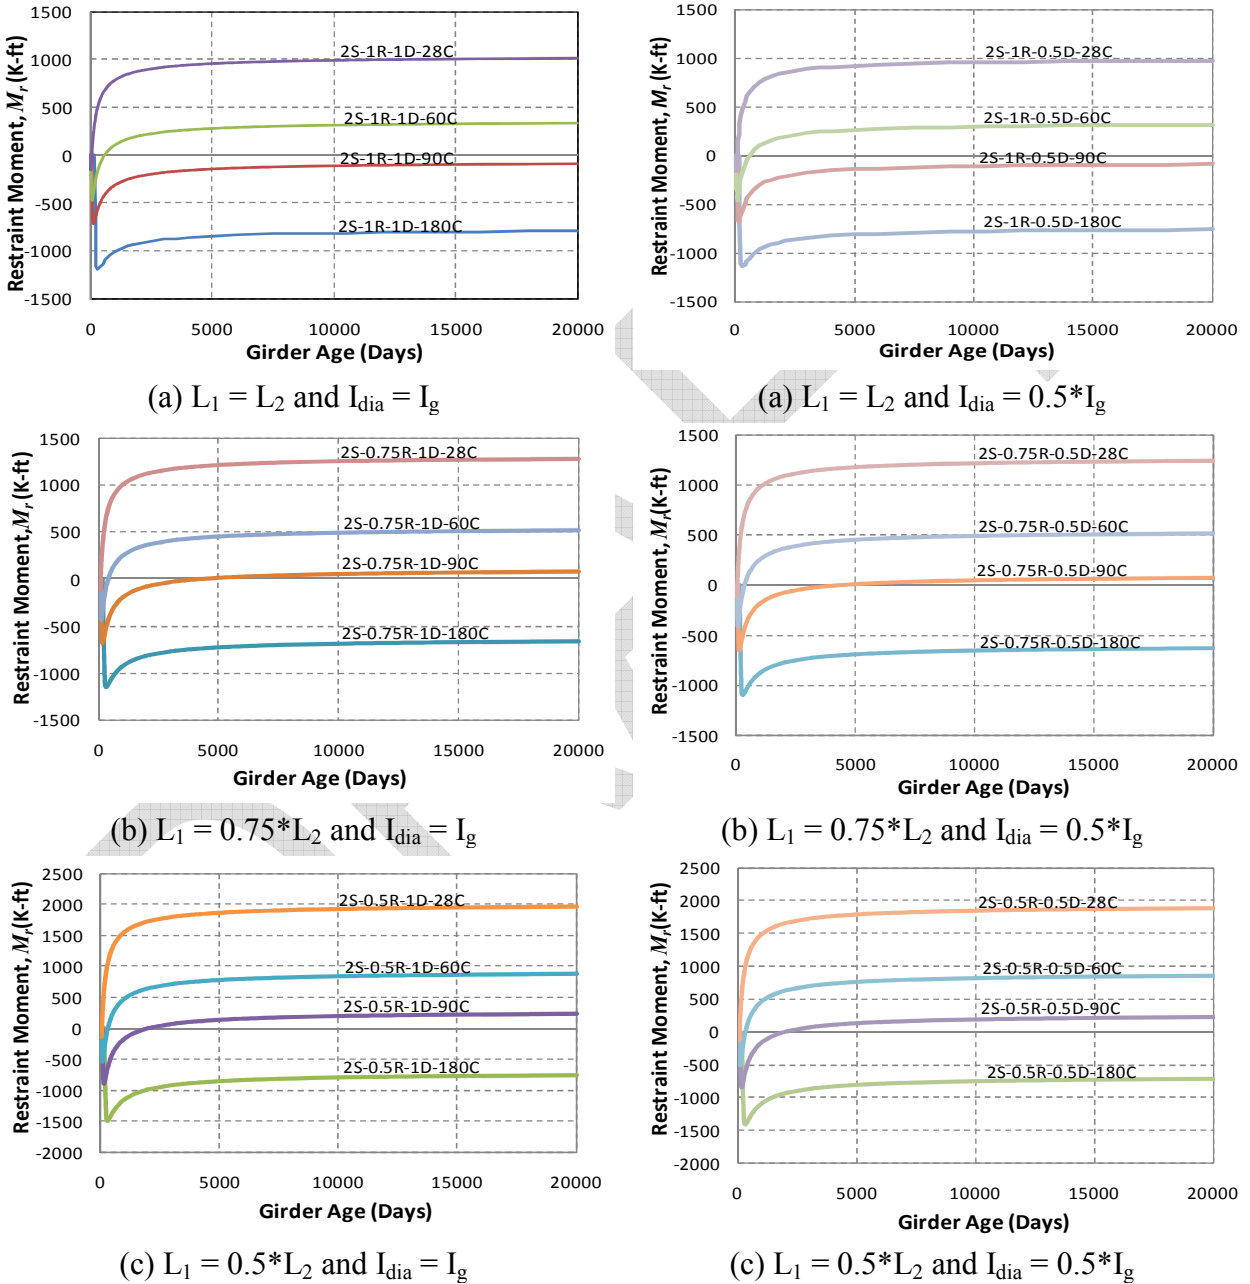 1500
1000
500
0
-500
-1000
-1500
Restraint Moment, Mr (K-ft)
2S-1R-1D-28C
2S-1R-1D-60C
2S-1R-1D-90C
2S-1R-1D-180C
0 5000 10000 15000 20000
Girder Age (Days)
(a) L1 = L2 and Idia = Ig
1500
1000
500
0
-500
-1000
-1500
Restraint Moment, Mr (K-ft)
2S-1R-0.5D-28C
2S-1R-0.5D-60C
2S-1R-0.5D-90C
2S-1R-0.5D-180C
0 5000 10000 15000 20000
Girder Age (Days)
(a) L1 = L2 and Idia = 0.5*Ig
1500
1000
500
0
-500
-1000
-1500
Restraint Moment, Mr (K-ft)
2S-0.75R-1D-28C
2S-0.75R-1D-60C
2S-0.75R-1D-90C
2S-0.75R-1D-180C
0 5000 10000 15000 20000
Girder Age (Days)
(b) L1 = 0.75*L2 and Idia = Ig
1500
1000
500
0
-500
-1000
-1500
Restraint Moment, Mr(K-ft)
2S-0.75R-0.5D-28C
2S-0.75R-0.5D-60C
2S-0.75R-0.5D-90C
2S-0.75R-0.5D-180C
0 5000 10000 15000 20000
Girder Age (Days)
(b) L1 = 0.75*L2 and Idia = 0.5*Ig
2500
2000
1500
1000
500
0
-500
-1000
-1500
-2000
Restraint Moment, Mr(K-ft)
2S-0.5R-1D-28C
2S-0.5R-1D-60C
2S-0.5R-1D-90C
2S-0.5R-1D-180C
0 5000 10000 15000 20000
Girder Age (Days)
(c) L1 = 0.5*L2 and Idia = Ig
2500
2000
1500
1000
500
0
-500
-1000
-1500
-2000
Restraint Moment, Mr(K-ft)
2S-0.5R-0.5D-28C
2S-0.5R-0.5D-60C
2S-0.5R-0.5D-90C
2S-0.5R-0.5D-180C
0 5000 10000 15000 20000
Girder Age (Days)
(c) L1 = 0.5*L2 and Idia = 0.5*Ig